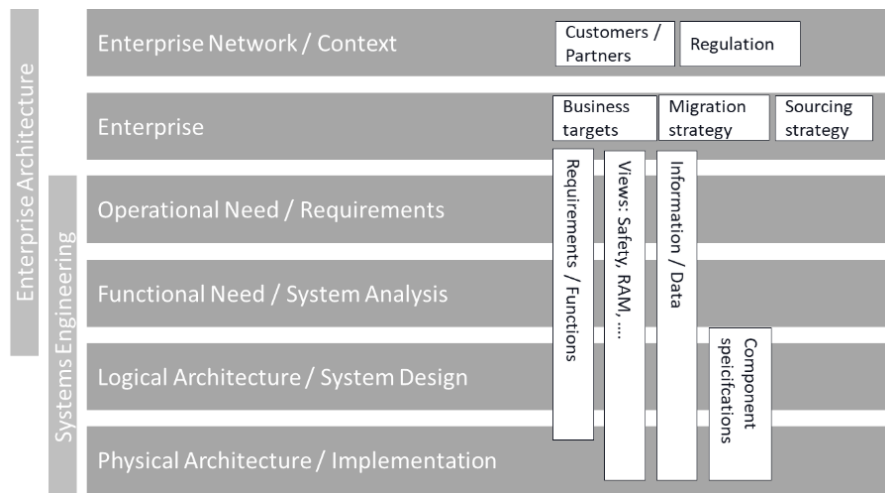 Enterprise Architecture
Systems Engineering
Enterprise Network / Context
Customers /
Partners
Regulation
Enterprise
Business
targets
Migration
strategy
Sourcing
strategy
Operational Need / Requirements
Functional Need / System Analysis
Logical Architecture / System Design
Physical Architecture / Implementation
Requirements / Functions
Views: Safety, RAM, ....
Information / Data
Component
speicifcations